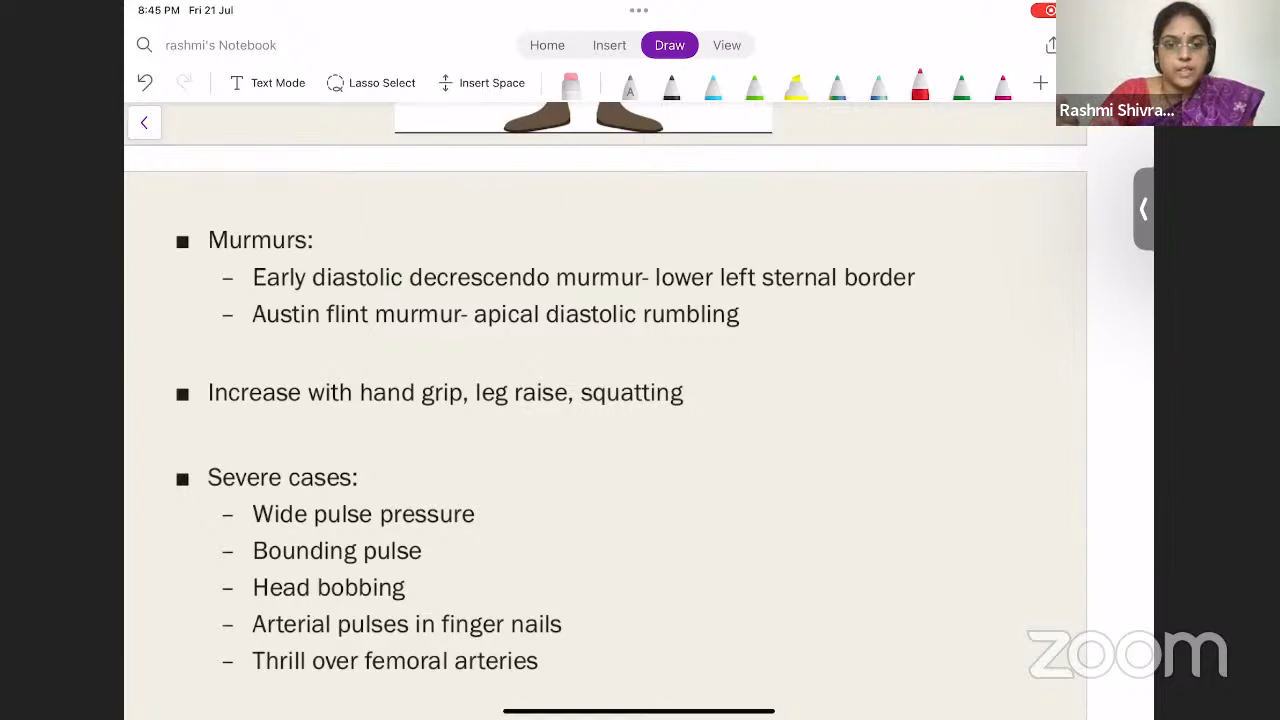 8:45 PM Fri 21 Jul
rashmi's Notebook
Home Insert Draw View
Text Mode Lasso Select Insert Space
A
Rashmi Shivra...
■ Murmurs:
– Early diastolic decrescendo murmur- lower left sternal border
– Austin flint murmur- apical diastolic rumbling
■ Increase with hand grip, leg raise, squatting
■ Severe cases:
– Wide pulse pressure
– Bounding pulse
– Head bobbing
– Arterial pulses in finger nails
– Thrill over femoral arteries
zoom